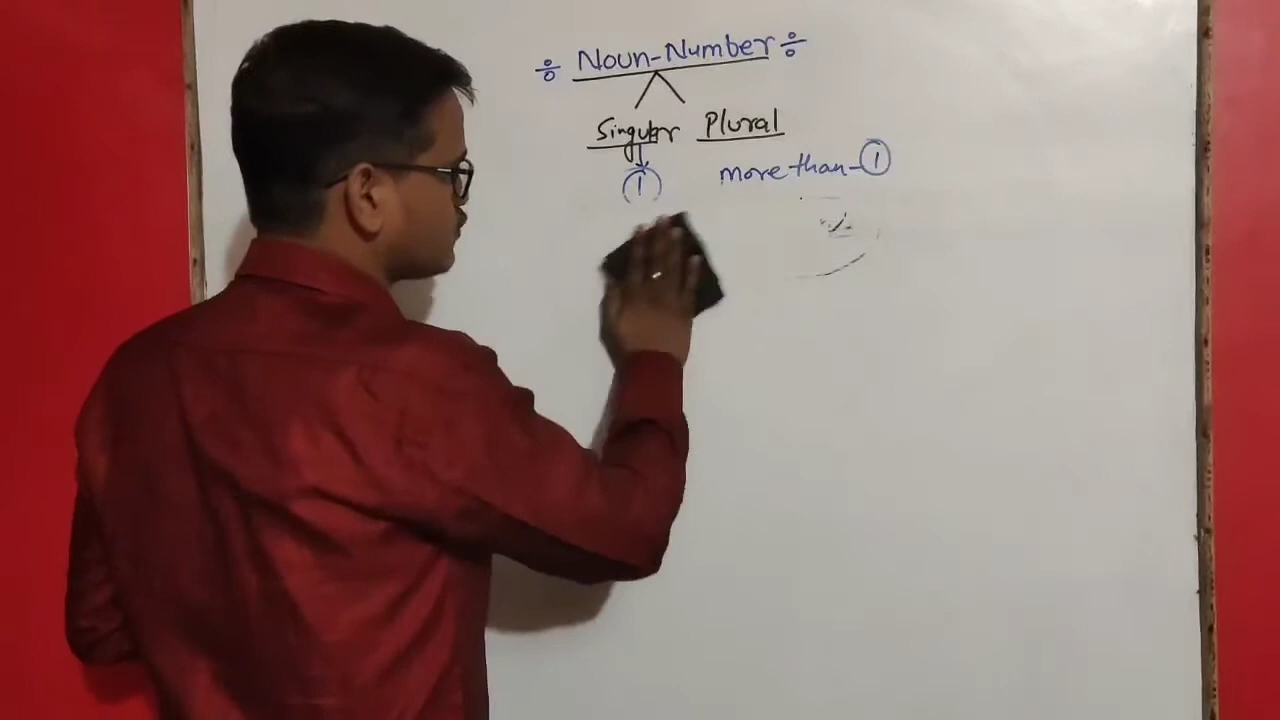 ÷ Noun-Number ÷
Singular Plural
① more than-①